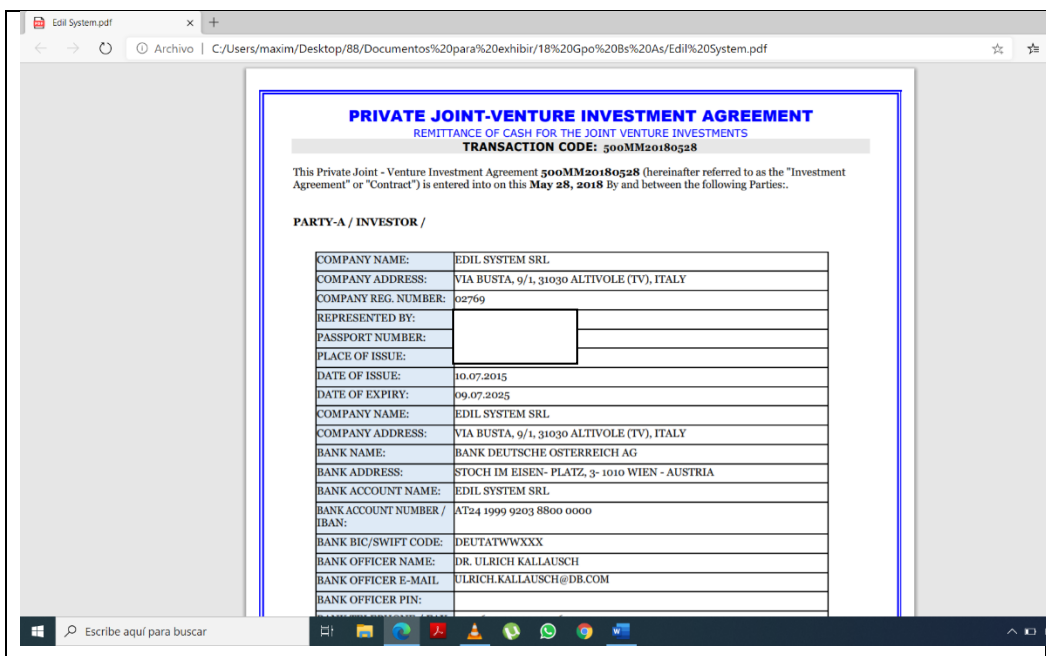 Edil System.pdf
Archivo | C:/Users/maxim/Desktop/88/Documentos%20para%20exhibir/18%20Gpo%20Bs%20As/Edil%20System.pdf
PRIVATE JOINT-VENTURE INVESTMENT AGREEMENT
REMITTANCE OF CASH FOR THE JOINT VENTURE INVESTMENTS
TRANSACTION CODE: 500MM20180528
This Private Joint - Venture Investment Agreement 500MM20180528 (hereinafter referred to as the "Investment
Agreement" or "Contract") is entered into on this May 28, 2018 By and between the following Parties:.
PARTY-A / INVESTOR /
COMPANY NAME: EDIL SYSTEM SRL
COMPANY ADDRESS: VIA BUSTA, 9/1, 31030 ALTIVOLE (TV), ITALY
COMPANY REG. NUMBER: 02769
REPRESENTED BY:
PASSPORT NUMBER:
PLACE OF ISSUE:
DATE OF ISSUE: 10.07.2015
DATE OF EXPIRY: 09.07.2025
COMPANY NAME: EDIL SYSTEM SRL
COMPANY ADDRESS: VIA BUSTA, 9/1, 31030 ALTIVOLE (TV), ITALY
BANK NAME: BANK DEUTSCHE OSTERREICH AG
BANK ADDRESS: STOCH IM EISEN- PLATZ, 3- 1010 WIEN - AUSTRIA
BANK ACCOUNT NAME: EDIL SYSTEM SRL
BANK ACCOUNT NUMBER / AT24 1999 9203 8800 0000
IBAN:
BANK BIC/SWIFT CODE: DEUTATWWXXX
BANK OFFICER NAME: DR. ULRICH KALLAUSCH
BANK OFFICER E-MAIL ULRICH.KALLAUSCH@DB.COM
BANK OFFICER PIN:
Escribe aquí para buscar